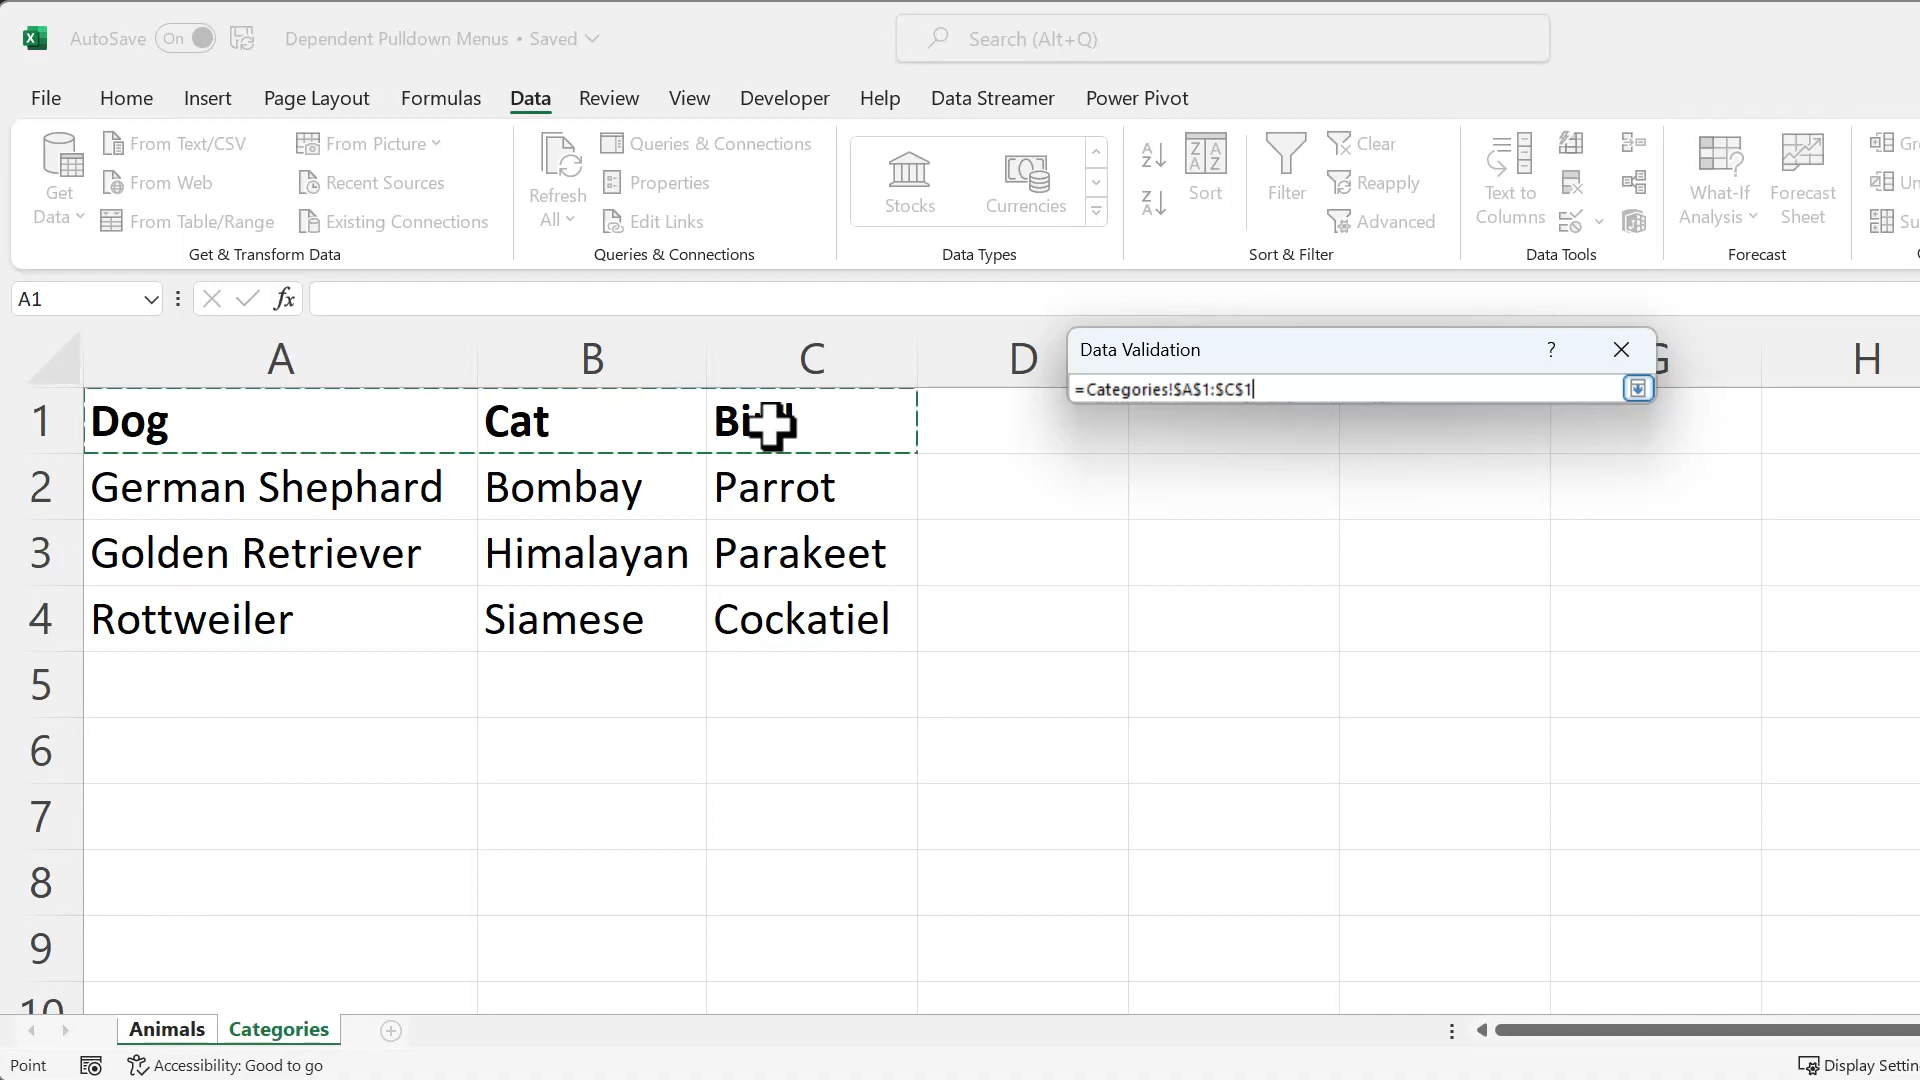 AutoSave On Dependent Pulldown Menus • Saved Search (Alt+Q)
File Home Insert Page Layout Formulas Data Review View Developer Help Data Streamer Power Pivot
Get Data
From Text/CSV
From Web
From Table/Range
From Picture
Recent Sources
Existing Connections
Get & Transform Data
Refresh All
Queries & Connections
Properties
Edit Links
Queries & Connections
Stocks
Currencies
Data Types
Sort
Filter
Clear
Reapply
Advanced
Sort & Filter
Text to Columns
Data Tools
What-If Analysis
Forecast Sheet
Forecast
A1 fx
Data Validation ?
=Categories!$A$1:$C$1
A B C D G H
1 Dog Cat
2 German Shephard Bombay Parrot
3 Golden Retriever Himalayan Parakeet
4 Rottweiler Siamese Cockatiel
5
6
7
8
9
10
Animals Categories
Point Accessibility: Good to go
Display